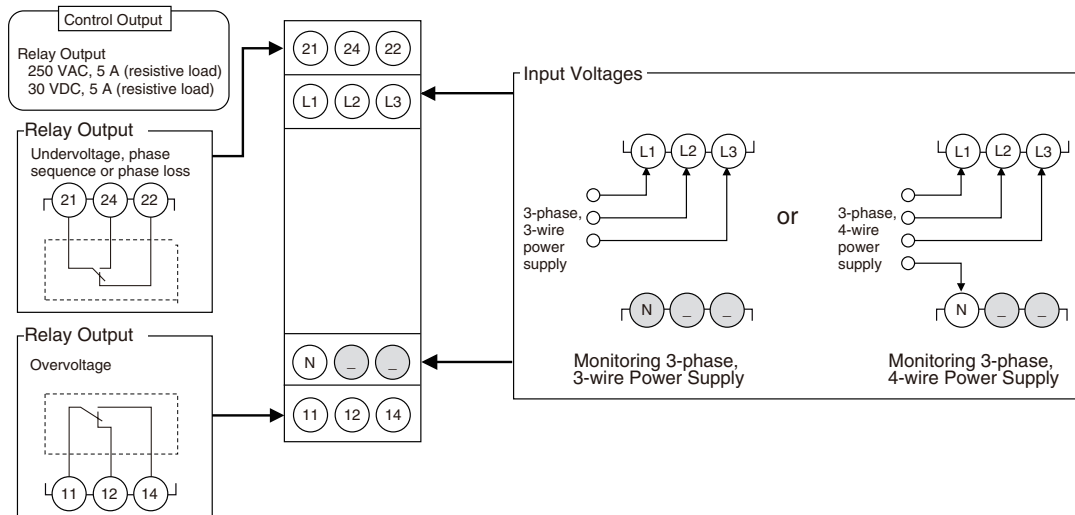 Control Output
Relay Output
250 VAC, 5 A (resistive load)
30 VDC, 5 A (resistive load)
Relay Output
Undervoltage, phase
sequence or phase loss
21 24 22
Relay Output
Overvoltage
11 12 14
21 24 22
L1 L2 L3
N _ _
11 12 14
Input Voltages
L1 L2 L3
3-phase,
3-wire
power
supply
N _ _
Monitoring 3-phase,
3-wire Power Supply
or
L1 L2 L3
3-phase,
4-wire
power
supply
N _ _
Monitoring 3-phase,
4-wire Power Supply